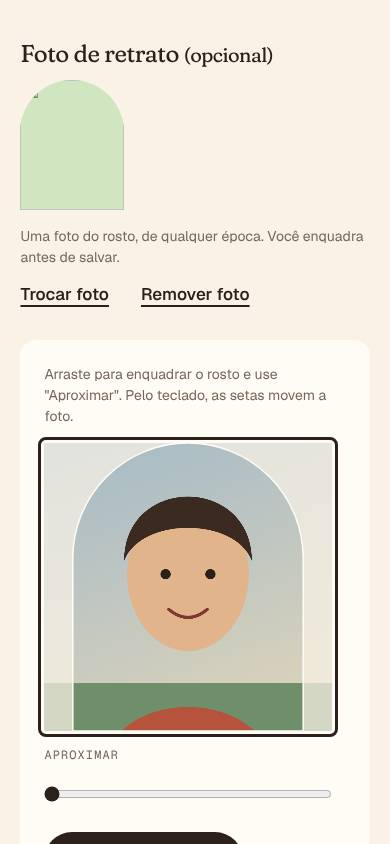 Foto de retrato (opcional)
Uma foto do rosto, de qualquer época. Você enquadra
antes de salvar.
Trocar foto
Remover foto
Arraste para enquadrar o rosto e use
"Aproximar". Pelo teclado, as setas movem a
foto.
APROXIMAR